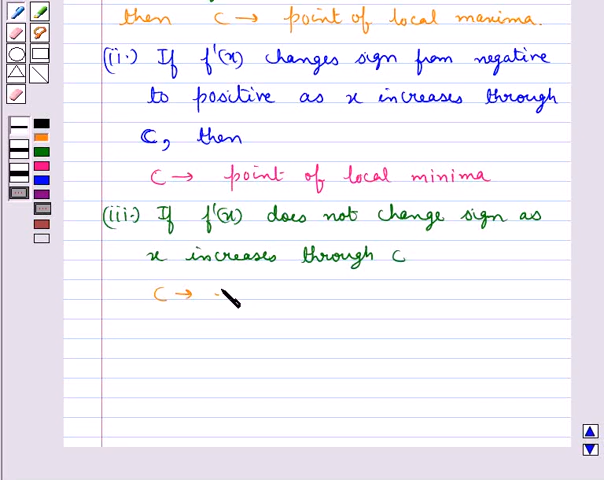 then C → point of local maxima.
(ii.) If f'(x) changes sign from negative
to positive as x increases through
C, then
C → point of local minima
(iii.) If f'(x) does not change sign as
x increases through C
C →